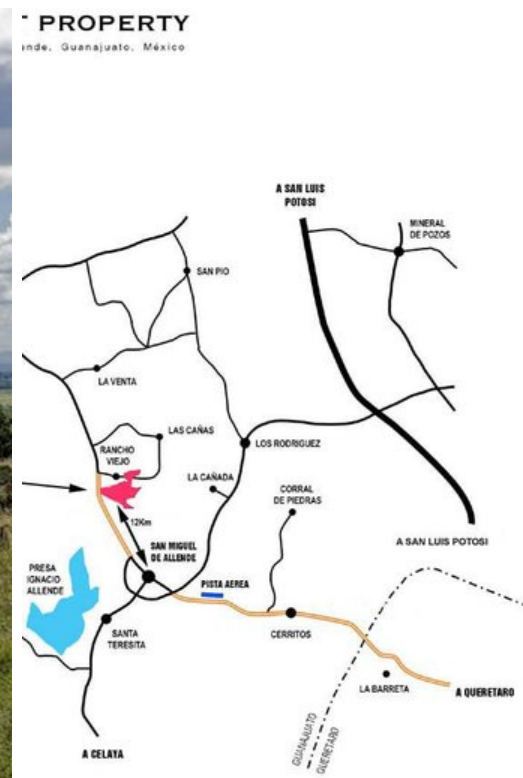 PROPERTY
Guanajuato, México
A SAN LUIS
POTOSI
MINERAL
DE POZOS
SAN PIO
LA VENTA
LAS CAÑAS
RANCHO
VIEJO
LOS RODRIGUEZ
LA CAÑADA
CORRAL
DE PIEDRAS
12Km
SAN MIGUEL
DE ALLENDE
A SAN LUIS POTOSI
PRESA
IGNACIO
ALLENDE
PISTA AEREA
SANTA
TERESITA
CERRITOS
LA BARRETA
A QUERETARO
GUANAJUATO
QUERETARO
A CELAYA